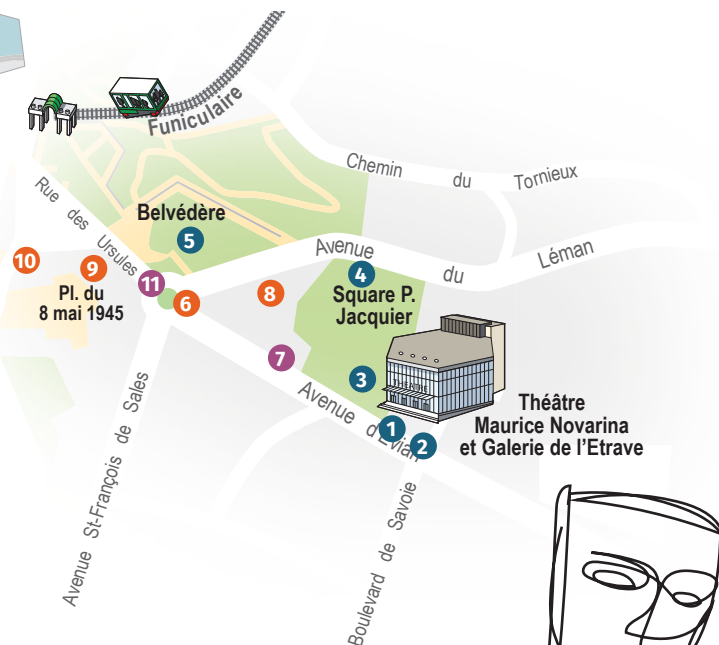 Funiculaire
Chemin du Tornieux
Rue des Ursules
Belvédère
5
Avenue du Léman
10
9
11
6
8
4
Pl. du
8 mai 1945
Square P.
Jacquier
7
3
THEATRE
Avenue d'Evian
1
2
Théâtre
Maurice Novarina
et Galerie de l'Etrave
Avenue St-François de Sales
Boulevard de Savoie